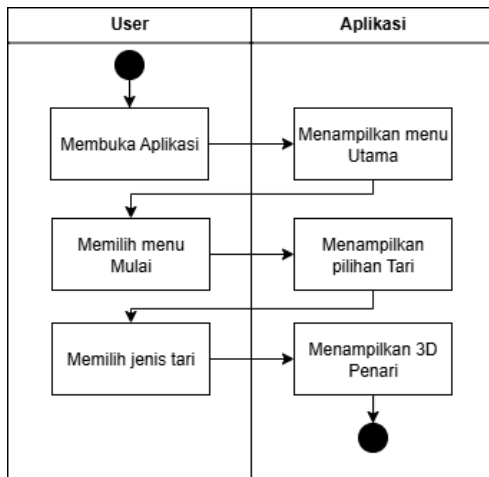 User
Aplikasi
Membuka Aplikasi
Menampilkan menu
Utama
Memilih menu
Mulai
Menampilkan
pilihan Tari
Memilih jenis tari
Menampilkan 3D
Penari